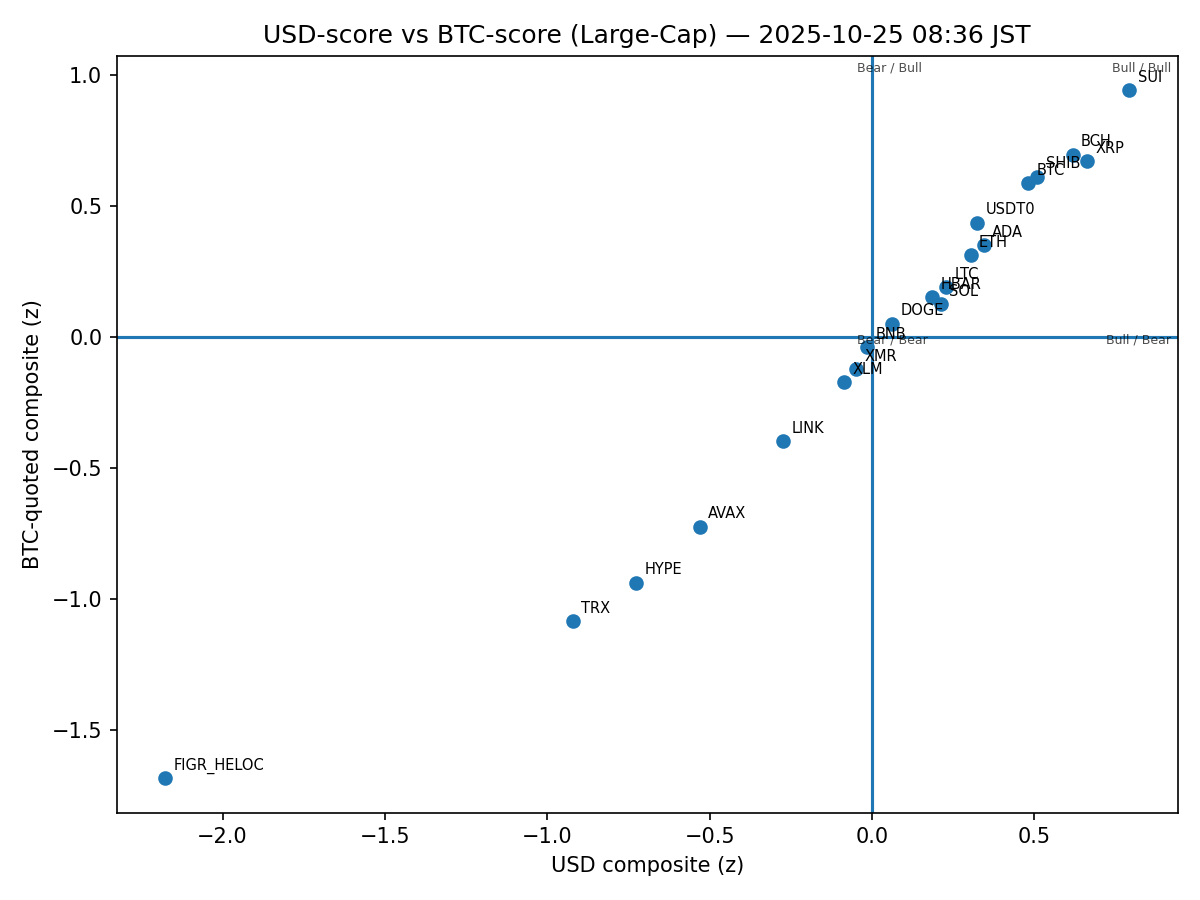 USD-score vs BTC-score (Large-Cap) — 2025-10-25 08:36 JST
Bear / Bull
Bull / Bull
SUI
BCH
XRP
SHIB
BTC
USDT0
ADA
ETH
LTC
HBAR
SOL
DOGE
BNB
Bear / Bear
Bull / Bear
XMR
XLM
LINK
AVAX
HYPE
TRX
FIGR_HELOC
1.0
0.5
0.0
−0.5
−1.0
−1.5
BTC-quoted composite (z)
−2.0
−1.5
−1.0
−0.5
0.0
0.5
USD composite (z)